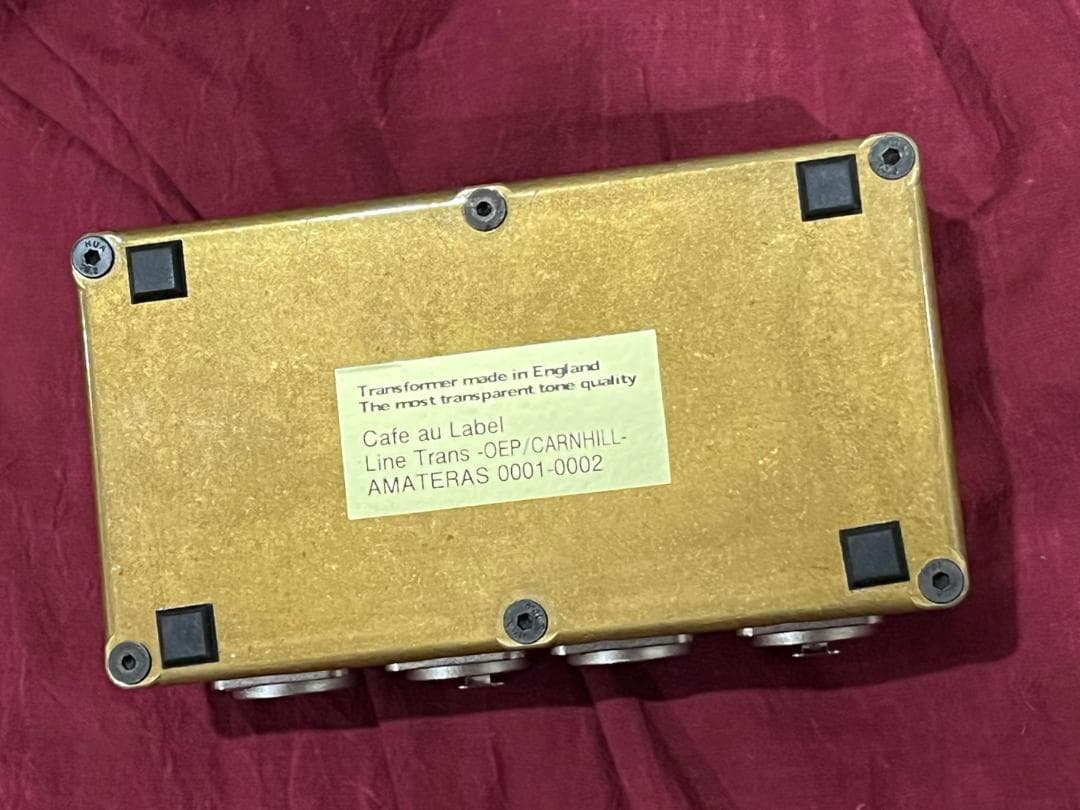 Transformer made in England
The most transparent tone quality
Cafe au Label
Line Trans -OEP/CARNHILL-
AMATERAS 0001-0002